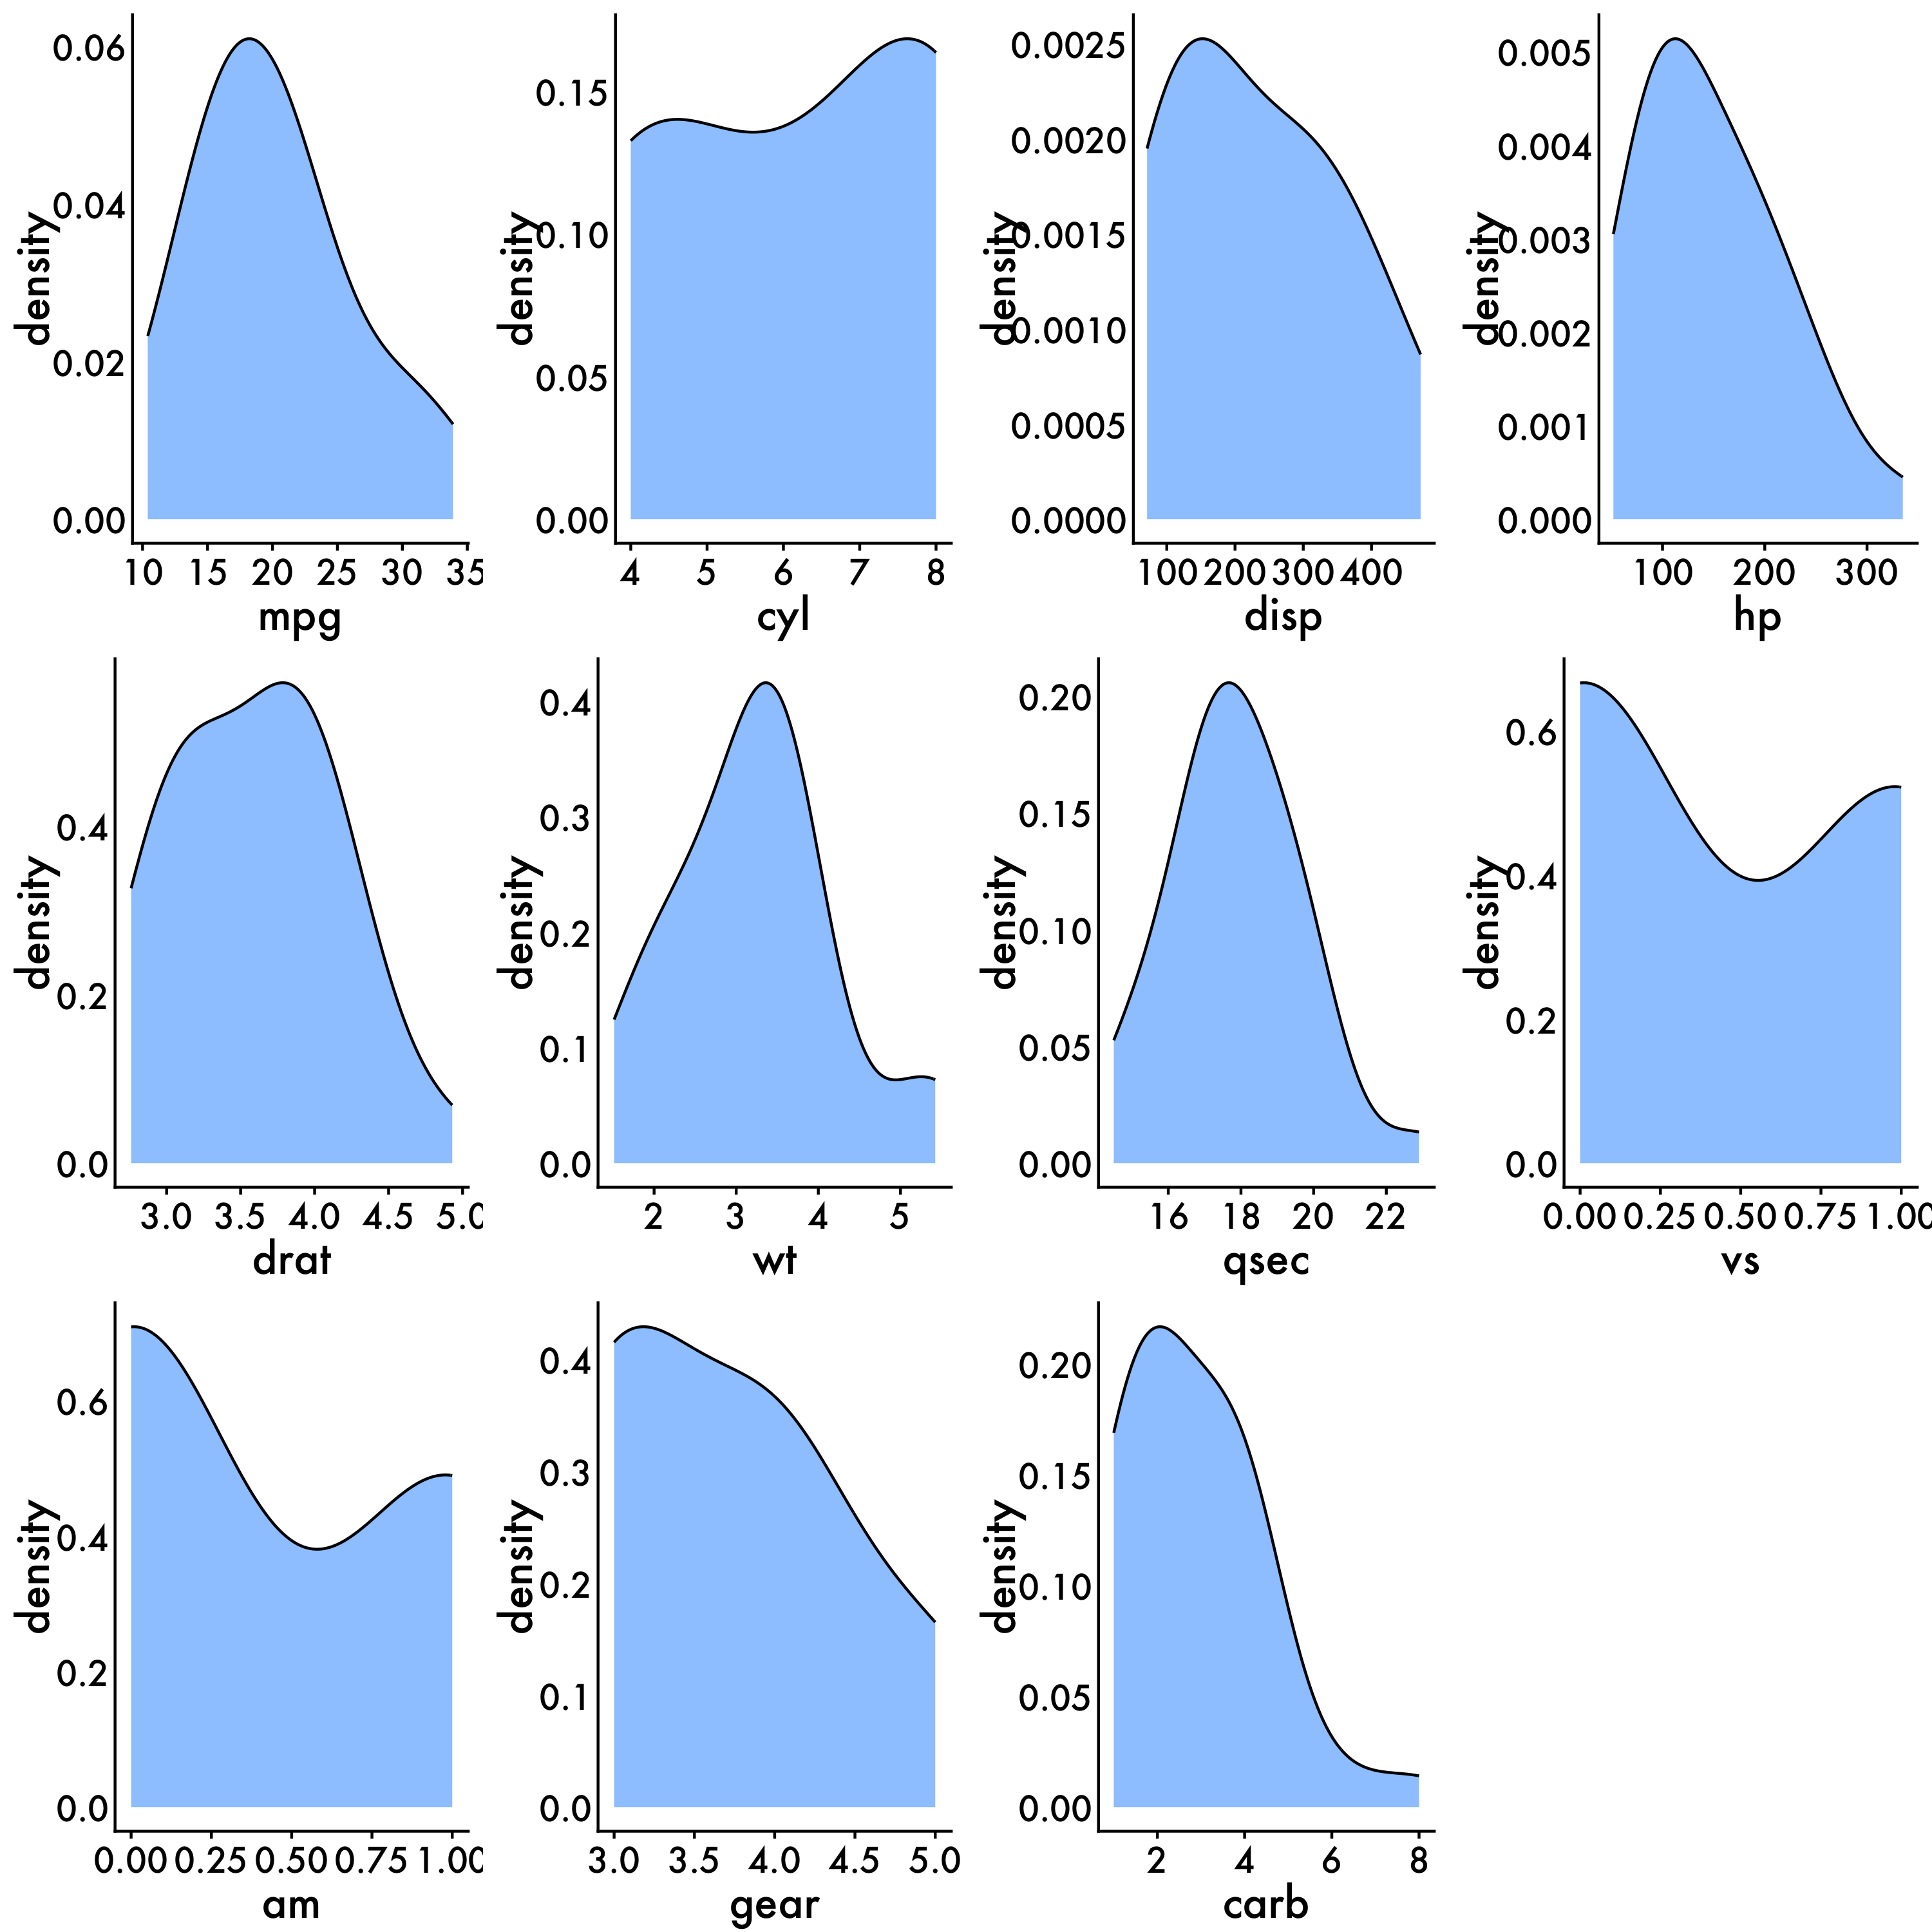 density
0.06
0.04
0.02
0.00
10 15 20 25 30 35
mpg
density
0.15
0.10
0.05
0.00
4 5 6 7 8
cyl
density
0.0025
0.0020
0.0015
0.0010
0.0005
0.0000
100 200 300 400
disp
density
0.005
0.004
0.003
0.002
0.001
0.000
100 200 300
hp
density
0.4
0.2
0.0
3.0 3.5 4.0 4.5 5.0
drat
density
0.4
0.3
0.2
0.1
0.0
2 3 4 5
wt
density
0.20
0.15
0.10
0.05
0.00
16 18 20 22
qsec
density
0.6
0.4
0.2
0.0
0.00 0.25 0.50 0.75 1.00
vs
density
0.6
0.4
0.2
0.0
0.00 0.25 0.50 0.75 1.00
am
density
0.4
0.3
0.2
0.1
0.0
3.0 3.5 4.0 4.5 5.0
gear
density
0.20
0.15
0.10
0.05
0.00
2 4 6 8
carb